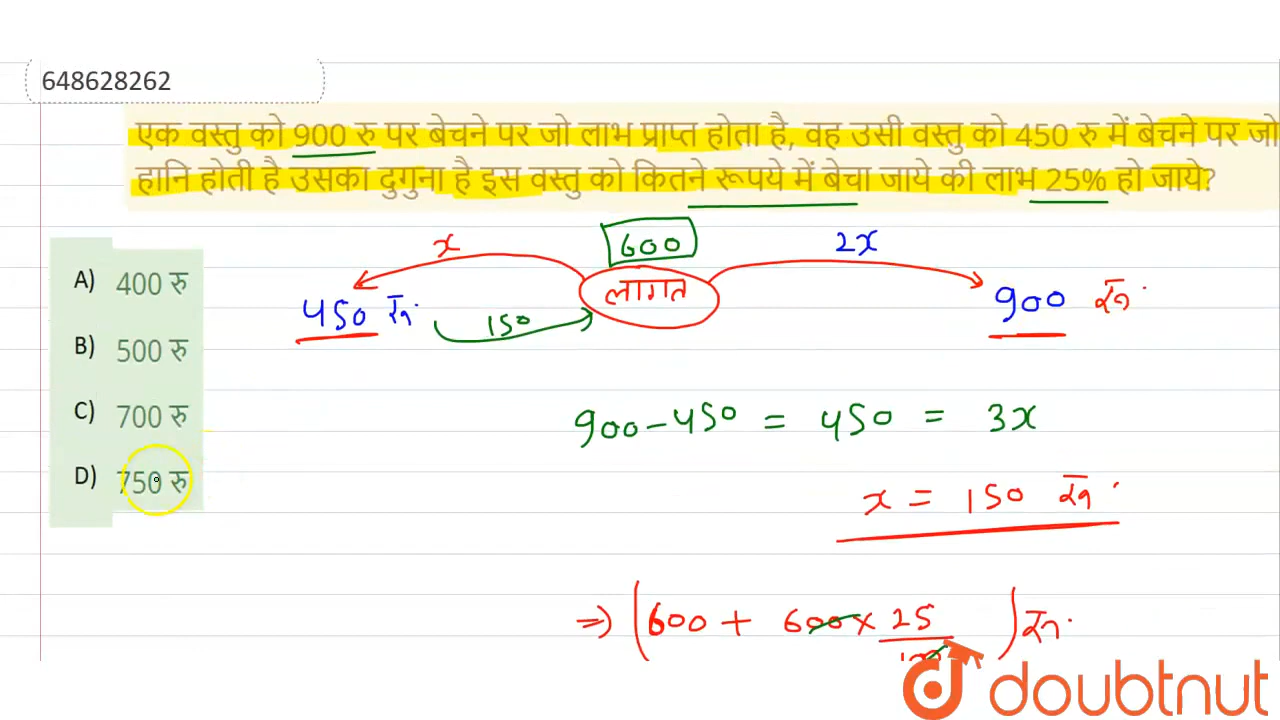 648628262
एक वस्तु को 900 रु पर बेचने पर जो लाभ प्राप्त होता है, वह उसी वस्तु को 450 रु में बेचने पर जो
हानि होती है उसका दुगुना है इस वस्तु को कितने रूपये में बेचा जाये की लाभ 25% हो जाये?
x 600 2x
A) 400 रु
450 रू. लागत 900 रू.
150
B) 500 रु
C) 700 रु
900-450 = 450 = 3x
D) 750 रु
x = 150 रू.
⇒ (600 + 600 × 25 ) रू.
100
doubtnut